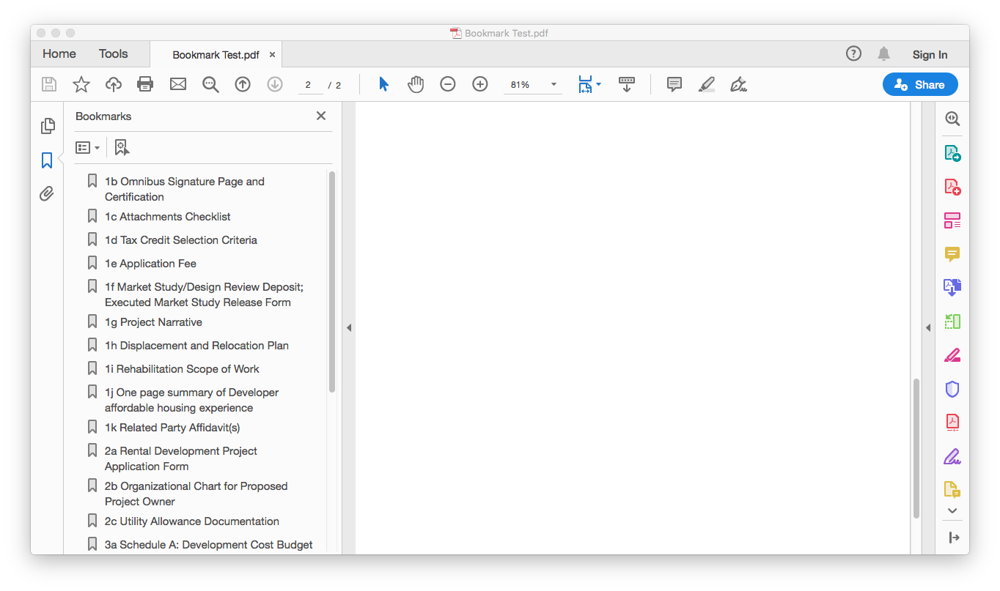 Bookmark Test.pdf
Home
Tools
Bookmark Test.pdf ×
Sign In
2 / 2
81%
Share
Bookmarks
1b Omnibus Signature Page and
Certification
1c Attachments Checklist
1d Tax Credit Selection Criteria
1e Application Fee
1f Market Study/Design Review Deposit;
Executed Market Study Release Form
1g Project Narrative
1h Displacement and Relocation Plan
1i Rehabilitation Scope of Work
1j One page summary of Developer
affordable housing experience
1k Related Party Affidavit(s)
2a Rental Development Project
Application Form
2b Organizational Chart for Proposed
Project Owner
2c Utility Allowance Documentation
3a Schedule A: Development Cost Budget